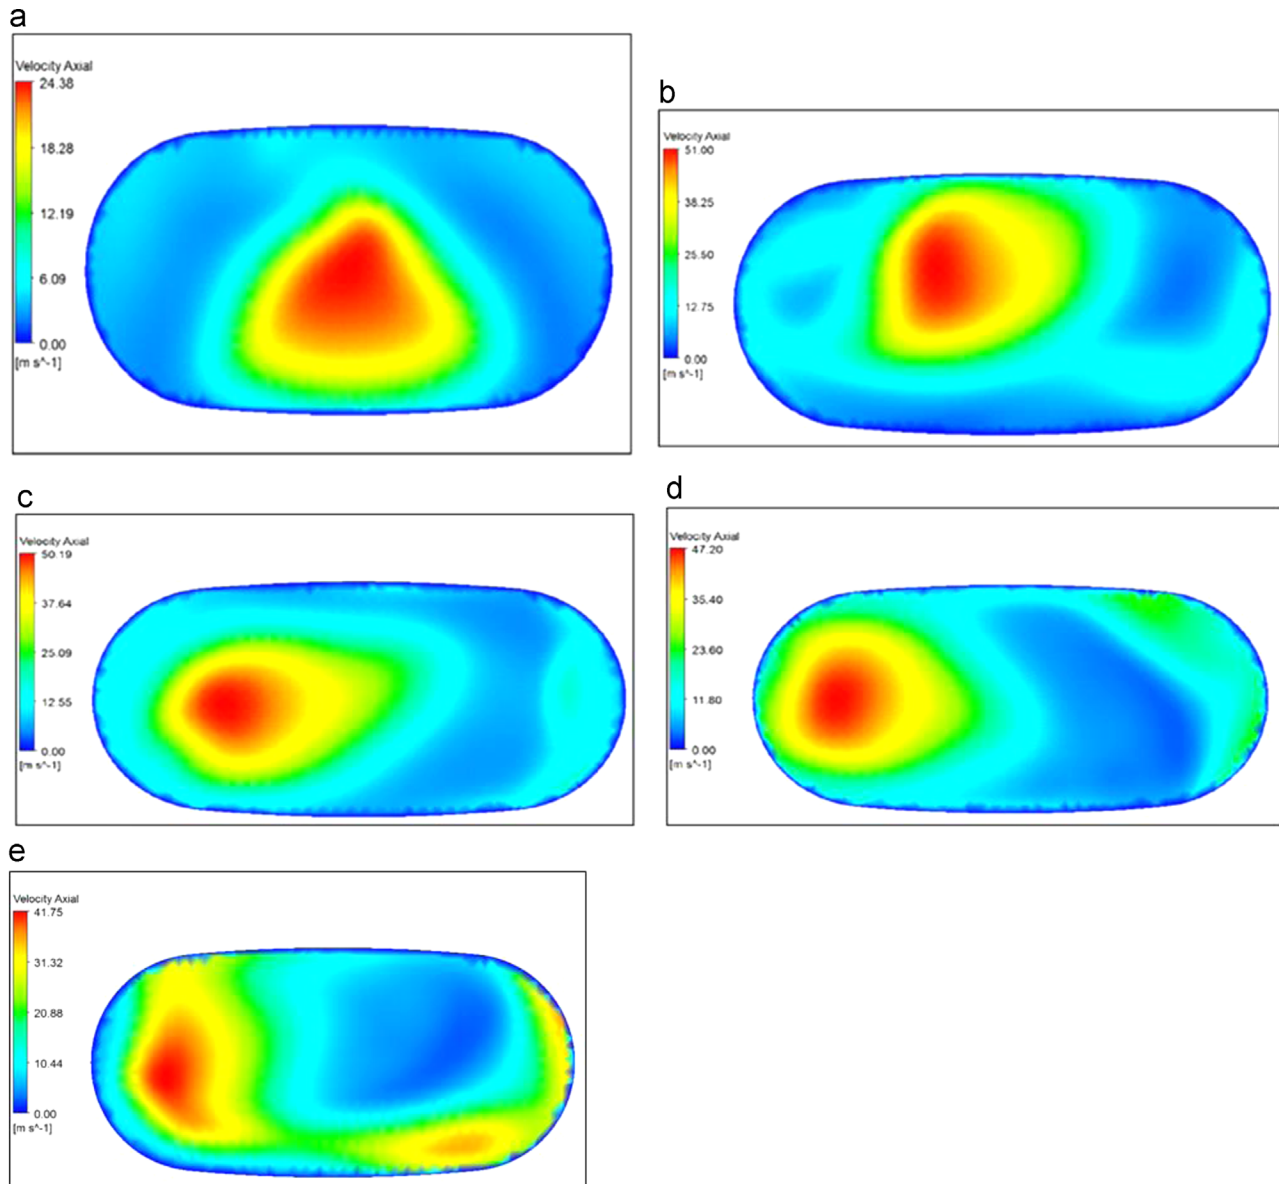 a
Velocity Axial
24.38
18.28
12.19
6.09
0.00
[m s^-1]
b
Velocity Axial
51.00
38.25
25.50
12.75
0.00
[m s^-1]
c
Velocity Axial
50.19
37.64
25.09
12.55
0.00
[m s^-1]
d
Velocity Axial
47.20
35.40
23.60
11.80
0.00
[m s^-1]
e
Velocity Axial
41.75
31.32
20.88
10.44
0.00
[m s^-1]